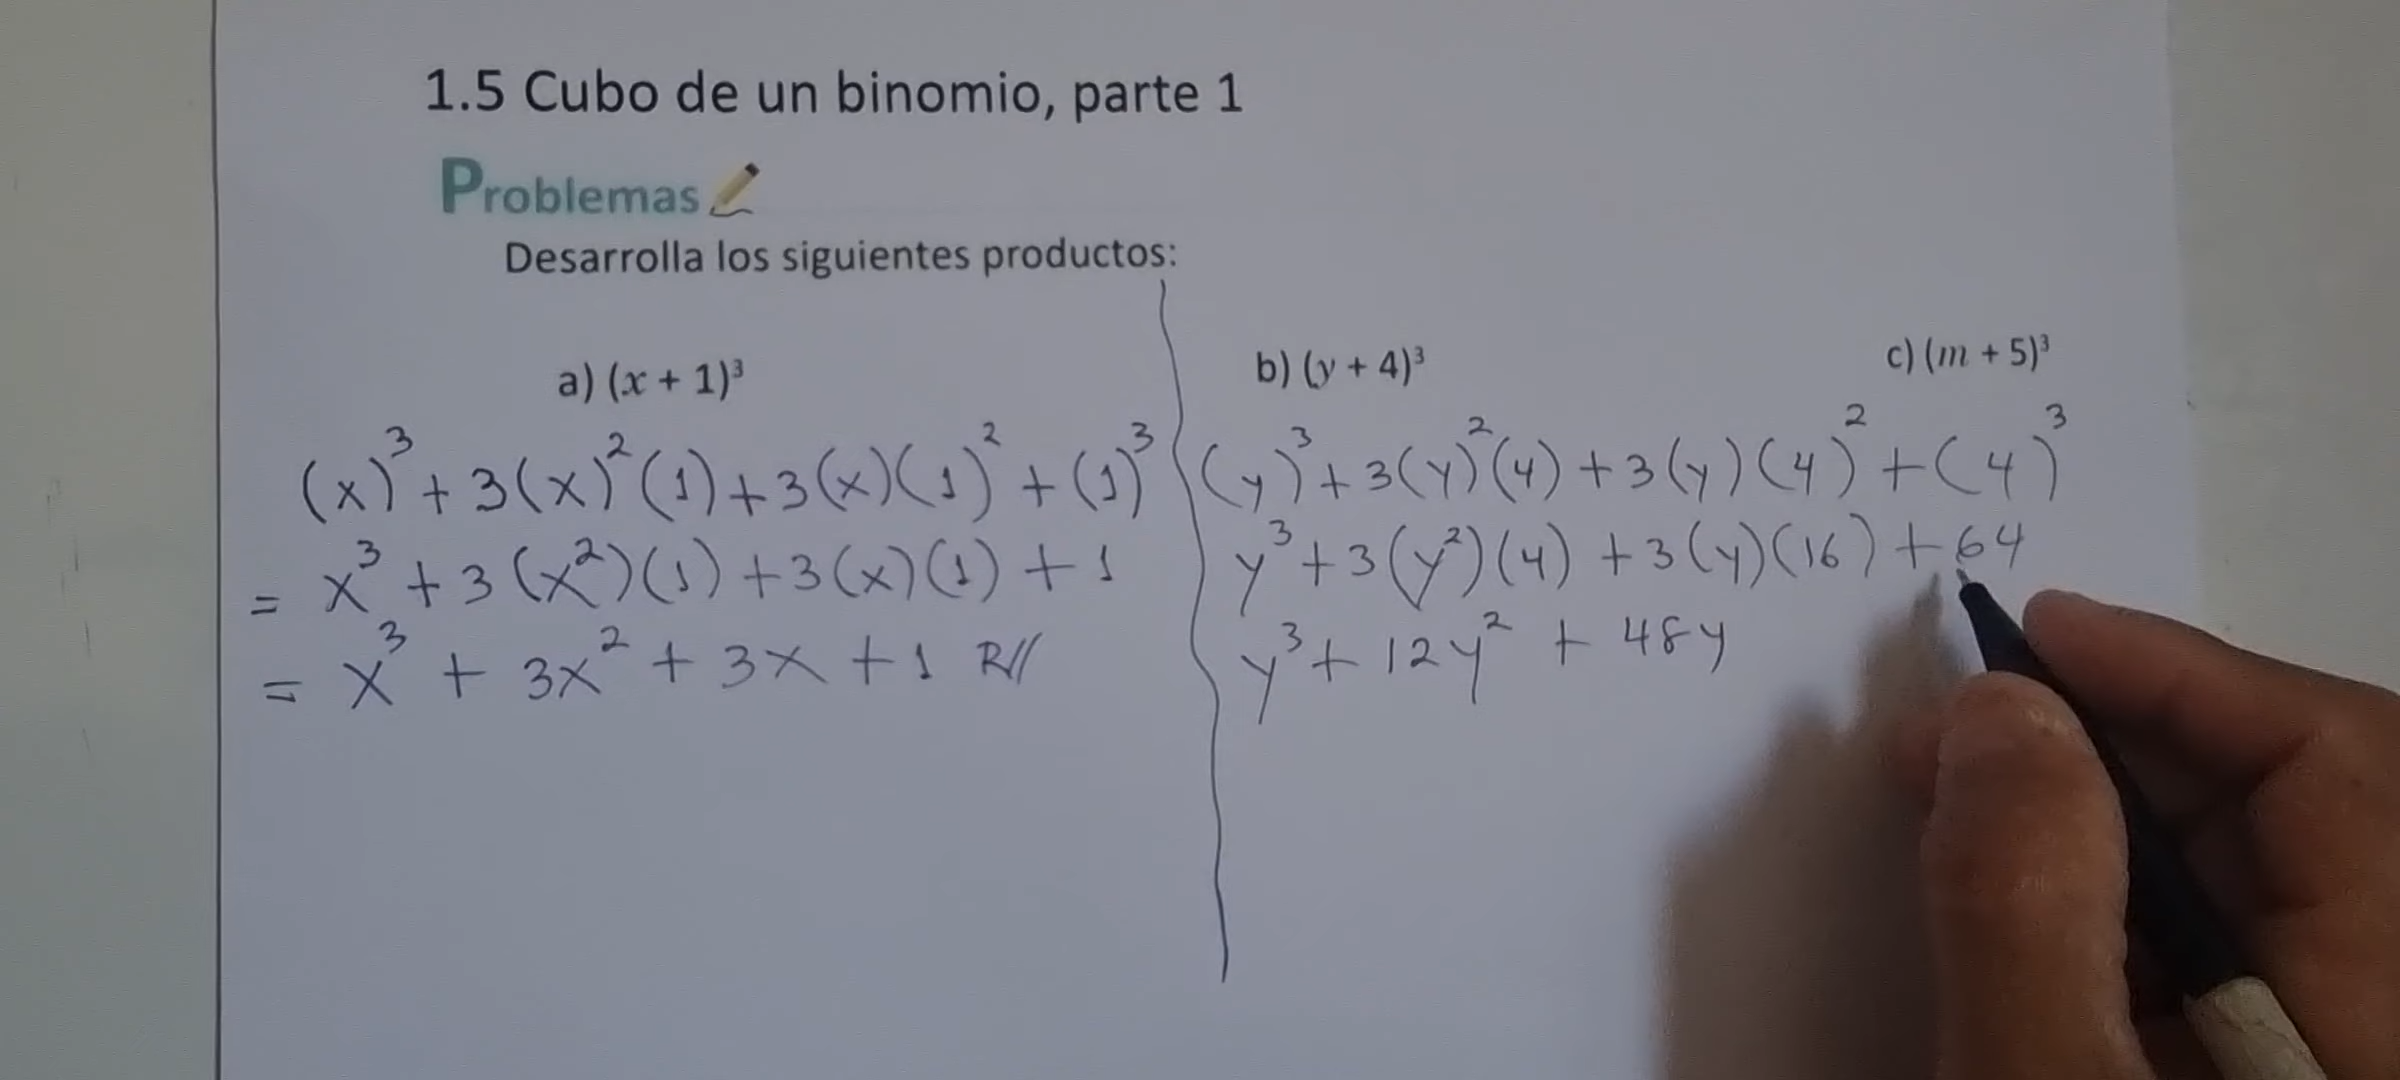 1.5 Cubo de un binomio, parte 1
Problemas
Desarrolla los siguientes productos:
a) (x + 1)³
(x)³ + 3(x)²(1) + 3(x)(1)² + (1)³
= x³ + 3(x²)(1) + 3(x)(1) + 1
= x³ + 3x² + 3x + 1 R//
b) (y + 4)³
(y)³ + 3(y)²(4) + 3(y)(4)² + (4)³
y³ + 3(y²)(4) + 3(y)(16) + 64
y³ + 12y² + 48y
c) (m + 5)³